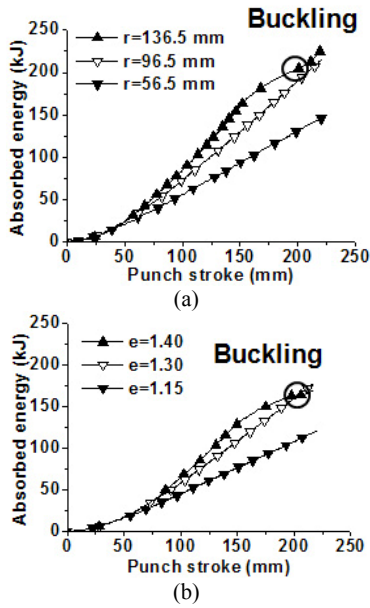 Buckling
r=136.5 mm
r=96.5 mm
r=56.5 mm
Absorbed energy (kJ)
250
200
150
100
50
0
0 50 100 150 200 250
Punch stroke (mm)
(a)
Buckling
e=1.40
e=1.30
e=1.15
Absorbed energy (kJ)
250
200
150
100
50
0
0 50 100 150 200 250
Punch stroke (mm)
(b)